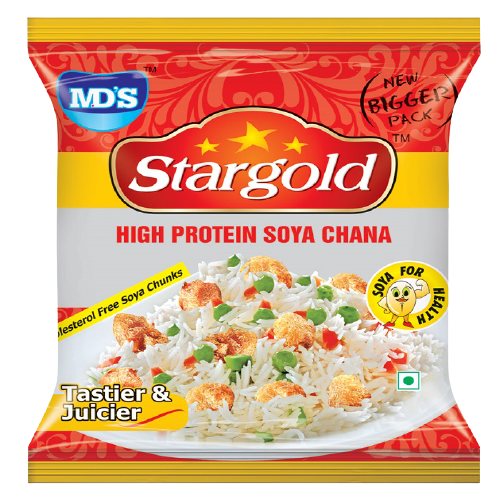 MD'S
TM
NEW
BIGGER
PACK
TM
Stargold
HIGH PROTEIN SOYA CHANA
SOYA FOR HEALTH
lesterol Free Soya Chunks
Tastier &
Juicier